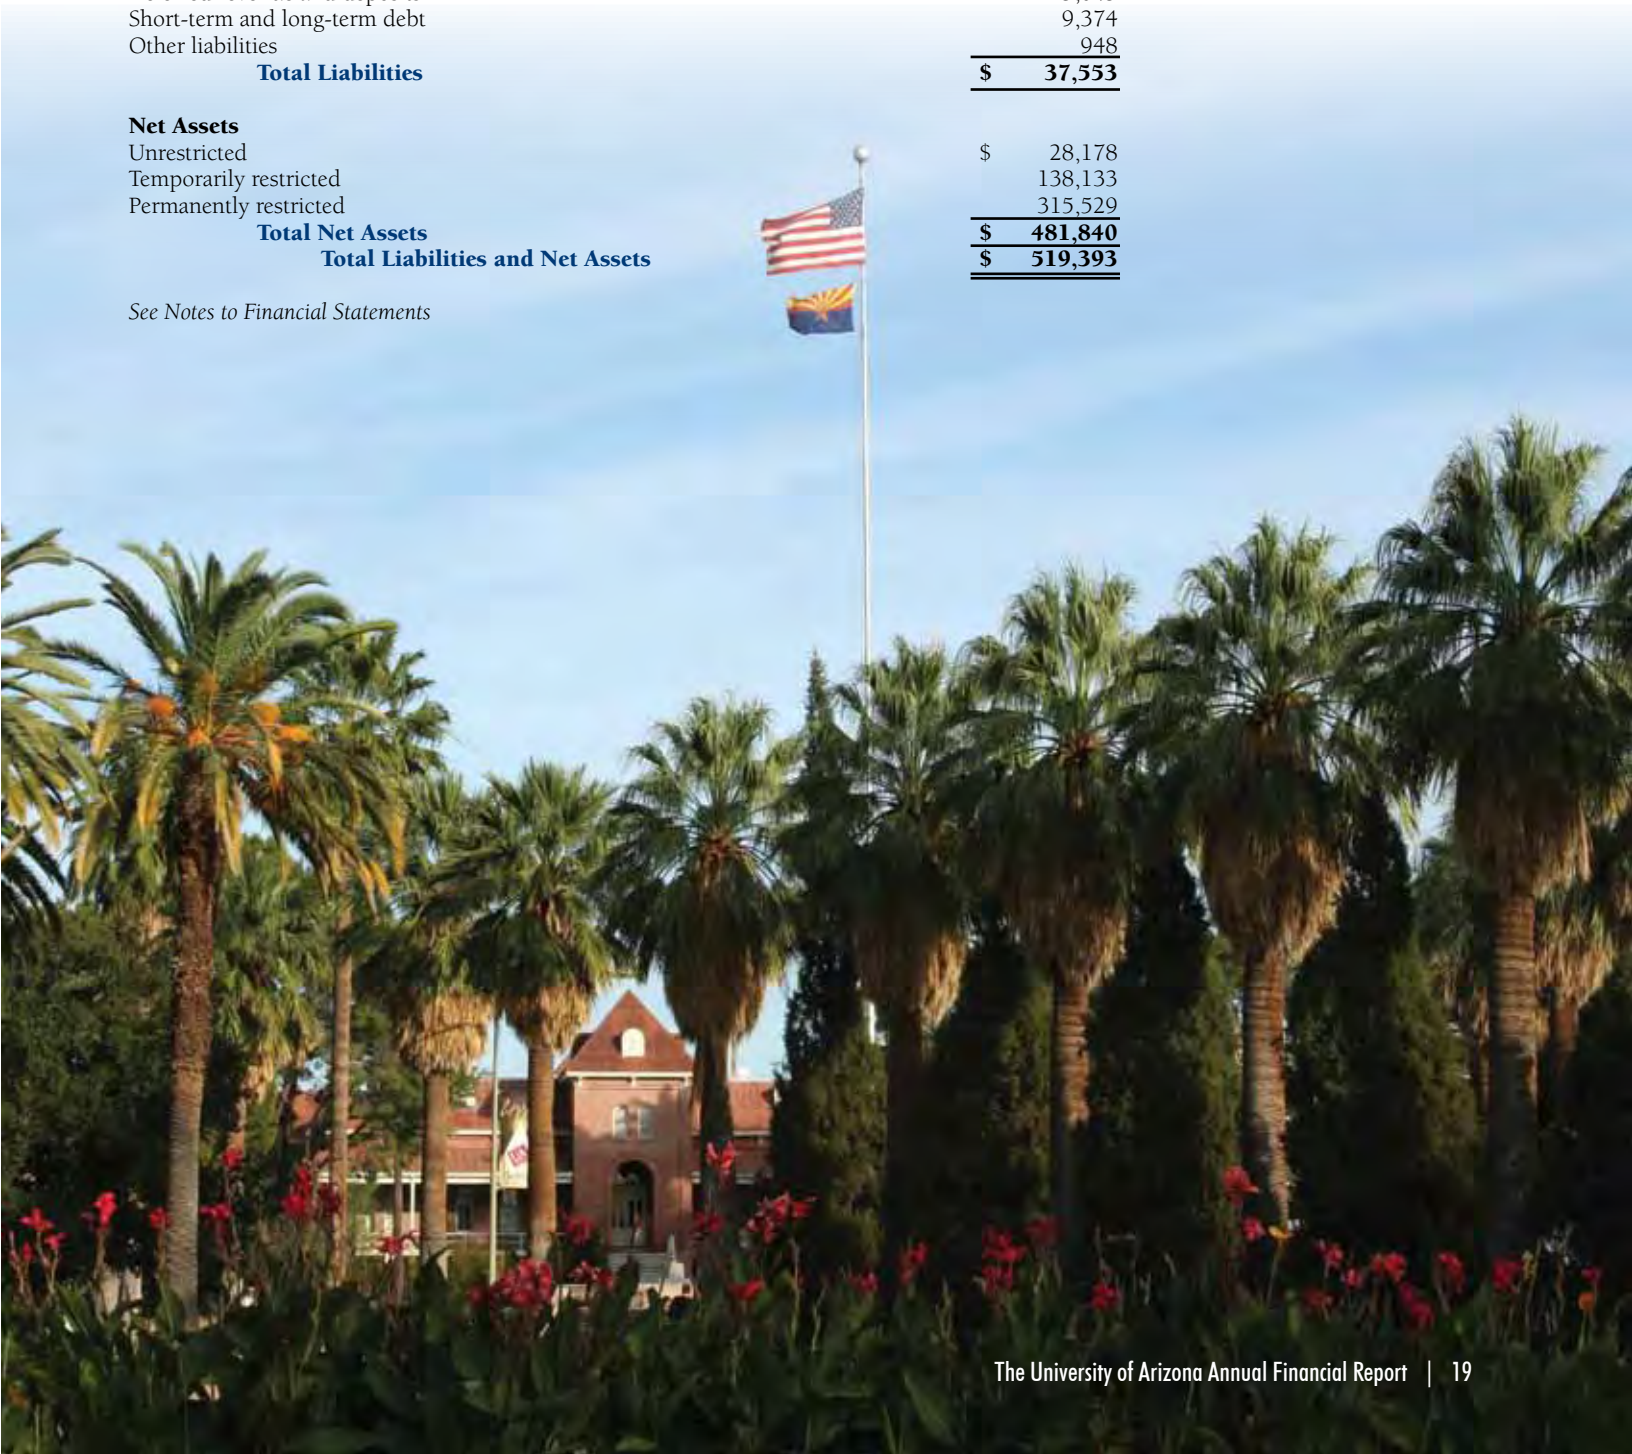 Short-term and long-term debt 9,374
Other liabilities 948
Total Liabilities $ 37,553
Net Assets
Unrestricted $ 28,178
Temporarily restricted 138,133
Permanently restricted 315,529
Total Net Assets $ 481,840
Total Liabilities and Net Assets $ 519,393
See Notes to Financial Statements
The University of Arizona Annual Financial Report | 19